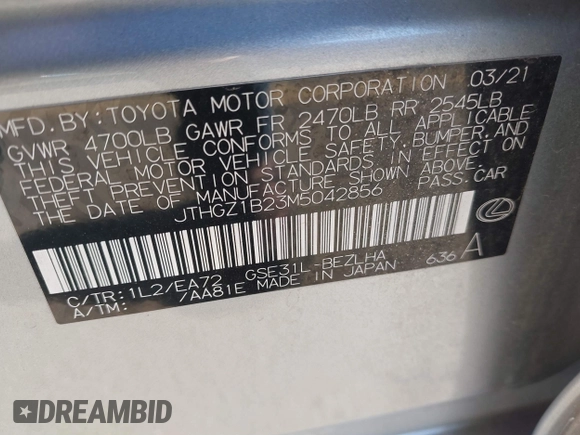 MFD. BY: TOYOTA MOTOR CORPORATION 03/21
GVWR 4700LB GAWR FR 2470LB RR 2545LB
THIS VEHICLE CONFORMS TO ALL APPLICABLE
FEDERAL MOTOR VEHICLE SAFETY, BUMPER, AND
THEFT PREVENTION STANDARDS IN EFFECT ON
THE DATE OF MANUFACTURE SHOWN ABOVE.
JTHGZ1B23M5042856 PASS.CAR
C/TR: 1L2/EA72 GSE31L-BEZLHA 636 A
A/TM: /AA81E MADE IN JAPAN
DREAMBID